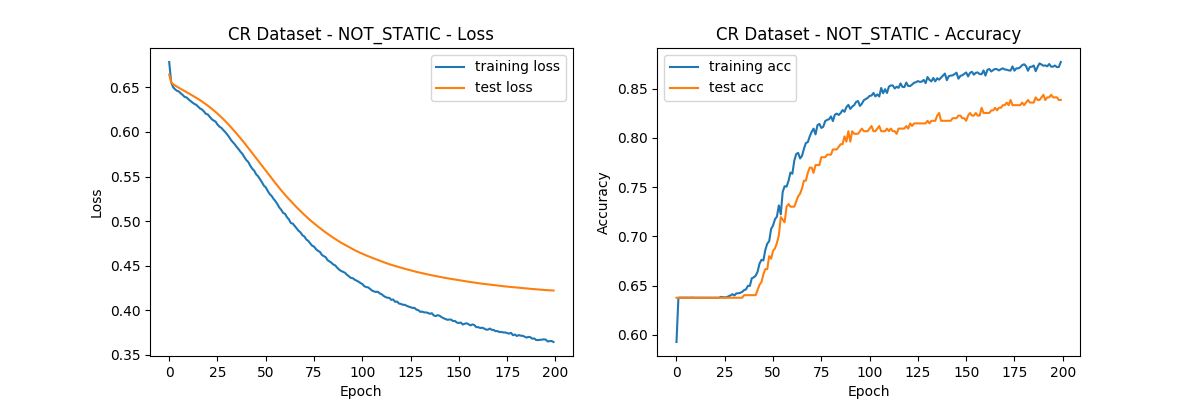 CR Dataset - NOT_STATIC - Loss
training loss
test loss
0.65
0.60
0.55
0.50
0.45
0.40
0.35
Loss
0 25 50 75 100 125 150 175 200
Epoch
CR Dataset - NOT_STATIC - Accuracy
training acc
test acc
0.85
0.80
0.75
0.70
0.65
0.60
Accuracy
0 25 50 75 100 125 150 175 200
Epoch